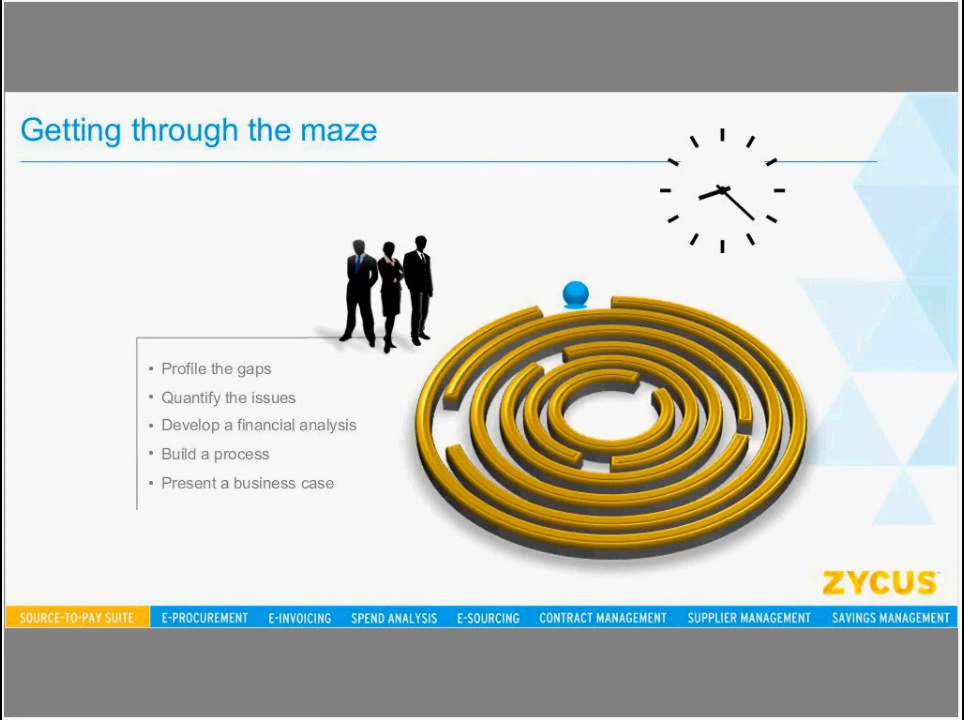 Getting through the maze
• Profile the gaps
• Quantify the issues
• Develop a financial analysis
• Build a process
• Present a business case
ZYCUS
SOURCE-TO-PAY SUITE E-PROCUREMENT E-INVOICING SPEND ANALYSIS E-SOURCING CONTRACT MANAGEMENT SUPPLIER MANAGEMENT SAVINGS MANAGEMENT